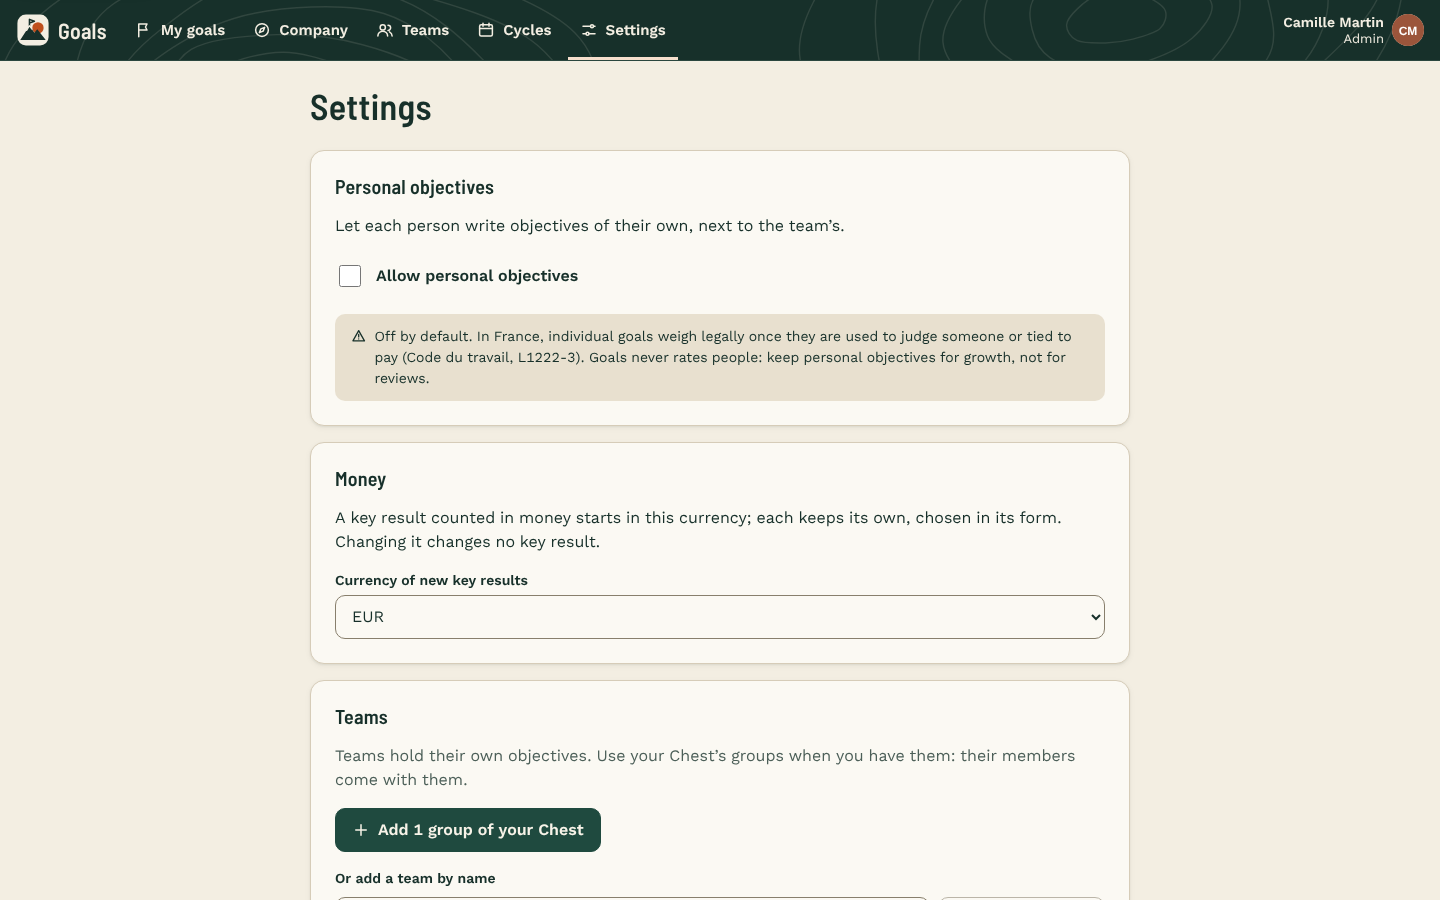 Goals
My goals
Company
Teams
Cycles
Settings
Camille Martin
Admin
CM
Settings
Personal objectives
Let each person write objectives of their own, next to the team’s.
Allow personal objectives
Off by default. In France, individual goals weigh legally once they are used to judge someone or tied to
pay (Code du travail, L1222-3). Goals never rates people: keep personal objectives for growth, not for
reviews.
Money
A key result counted in money starts in this currency; each keeps its own, chosen in its form.
Changing it changes no key result.
Currency of new key results
EUR
Teams
Teams hold their own objectives. Use your Chest’s groups when you have them: their members
come with them.
Add 1 group of your Chest
Or add a team by name